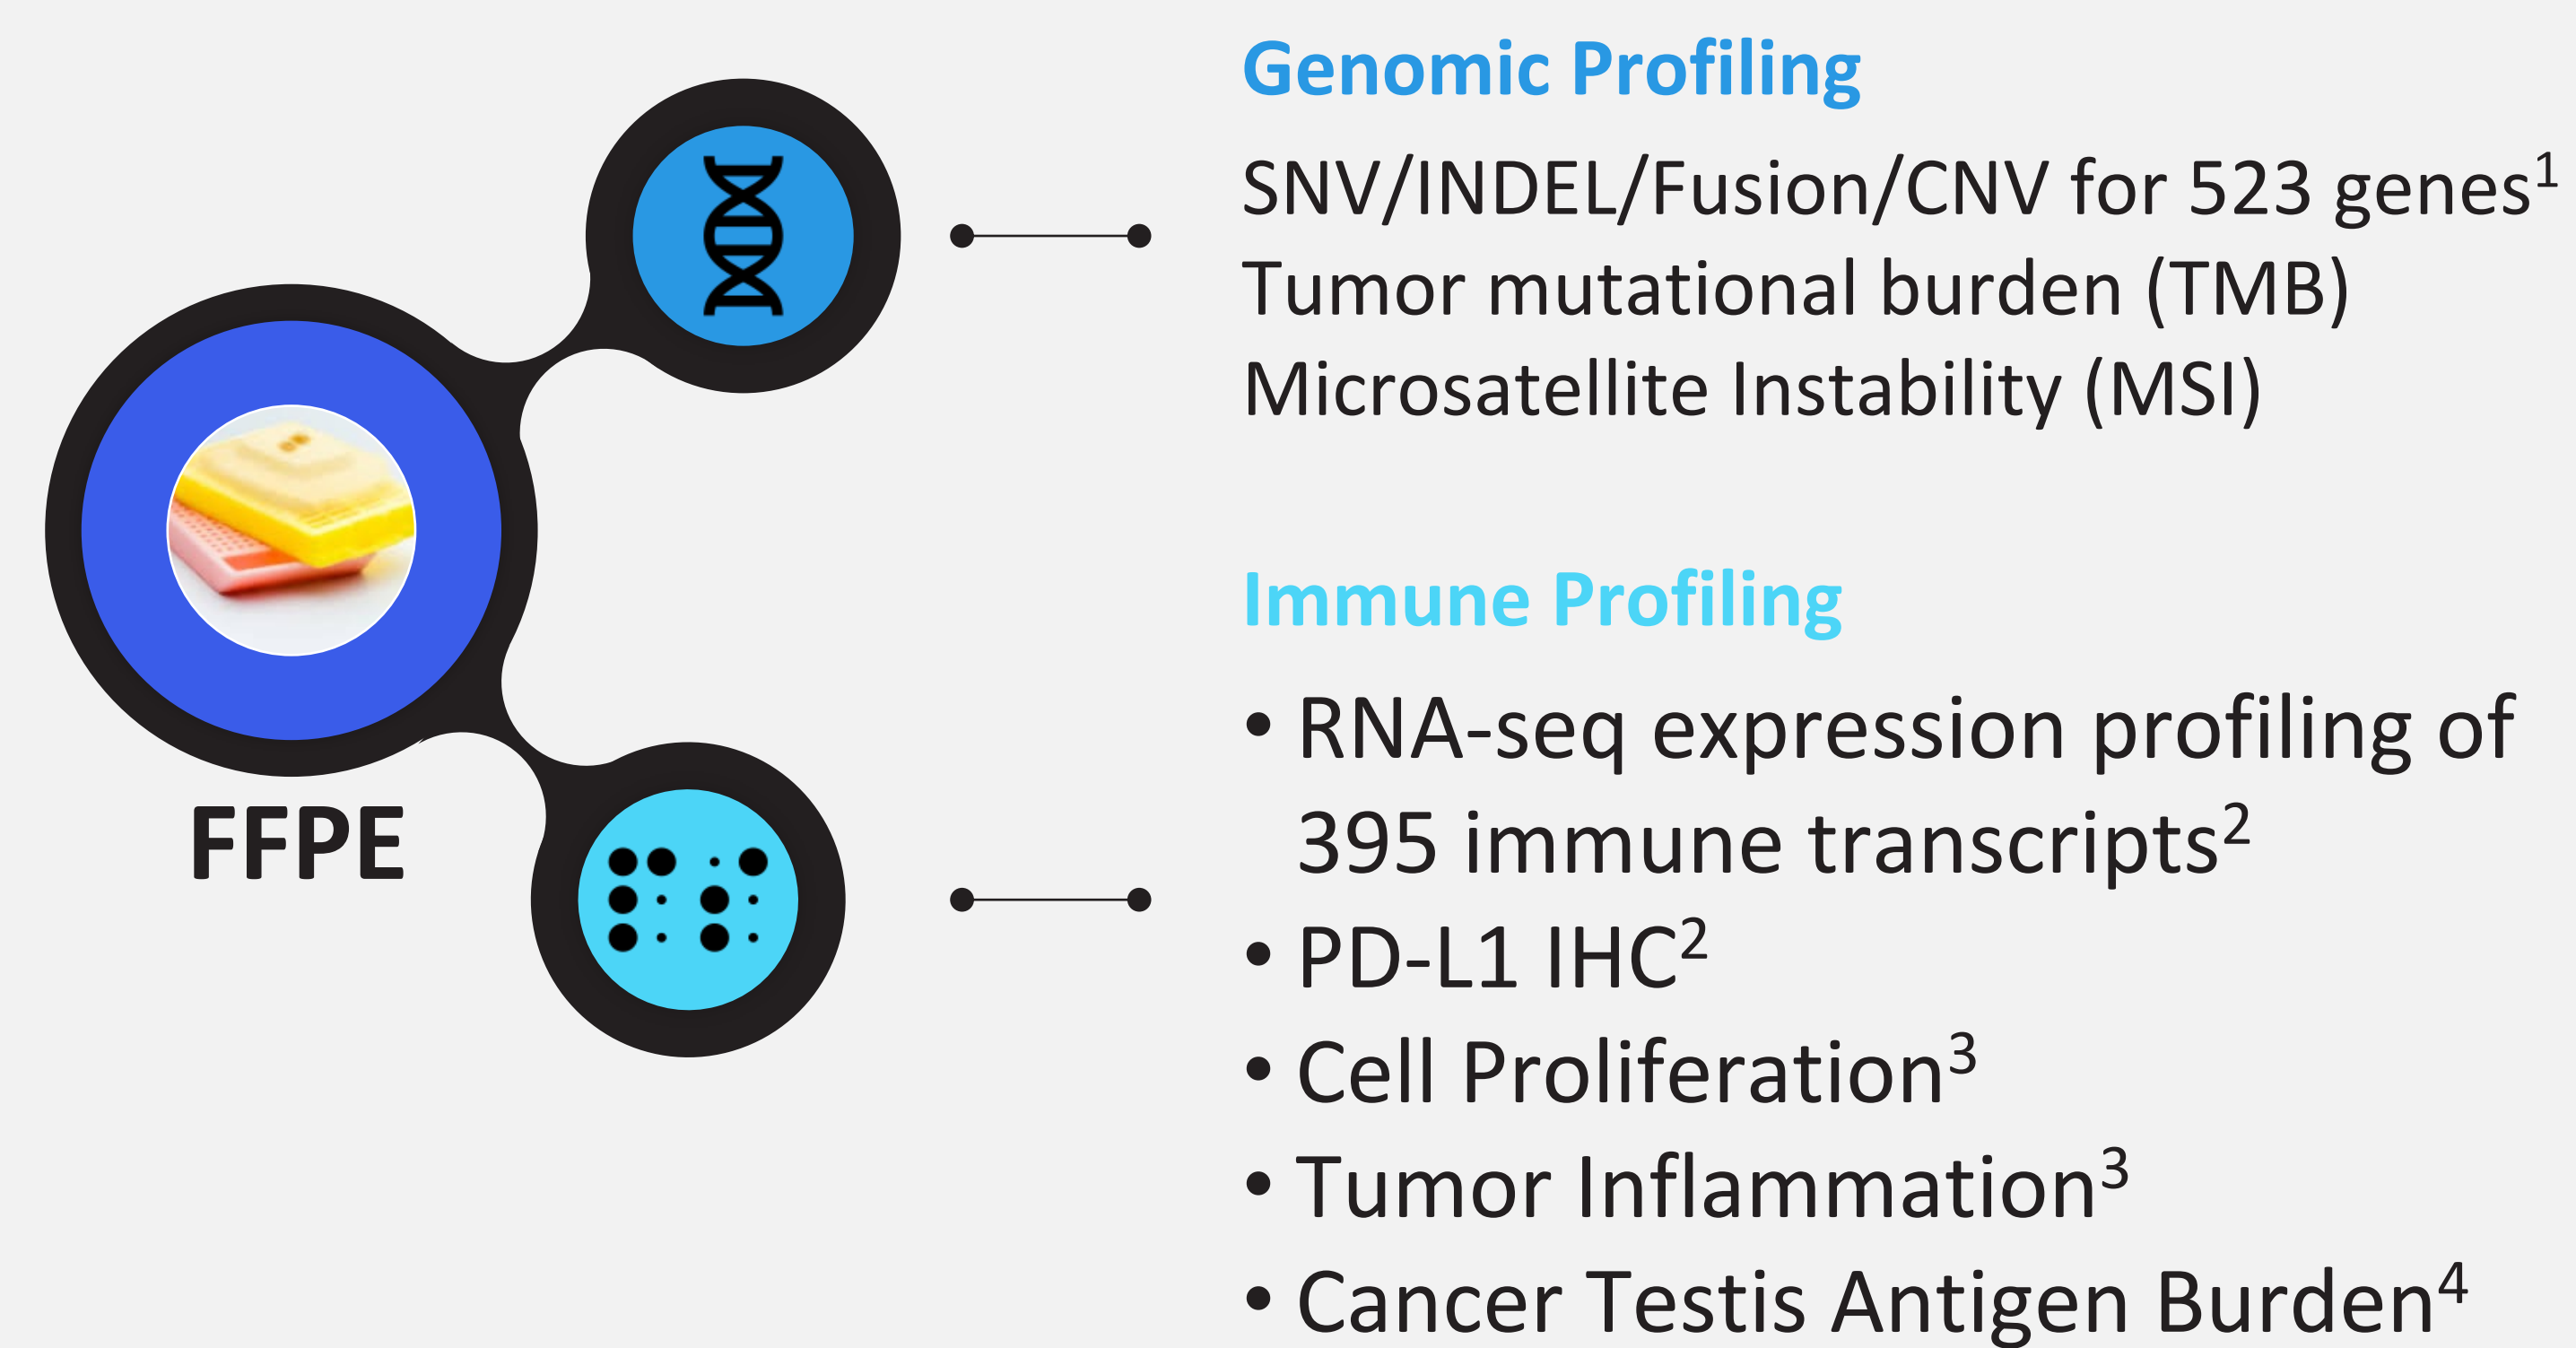 Genomic Profiling
SNV/INDEL/Fusion/CNV for 523 genes¹
Tumor mutational burden (TMB)
Microsatellite Instability (MSI)
FFPE
Immune Profiling
• RNA-seq expression profiling of
395 immune transcripts²
• PD-L1 IHC²
• Cell Proliferation³
• Tumor Inflammation³
• Cancer Testis Antigen Burden⁴